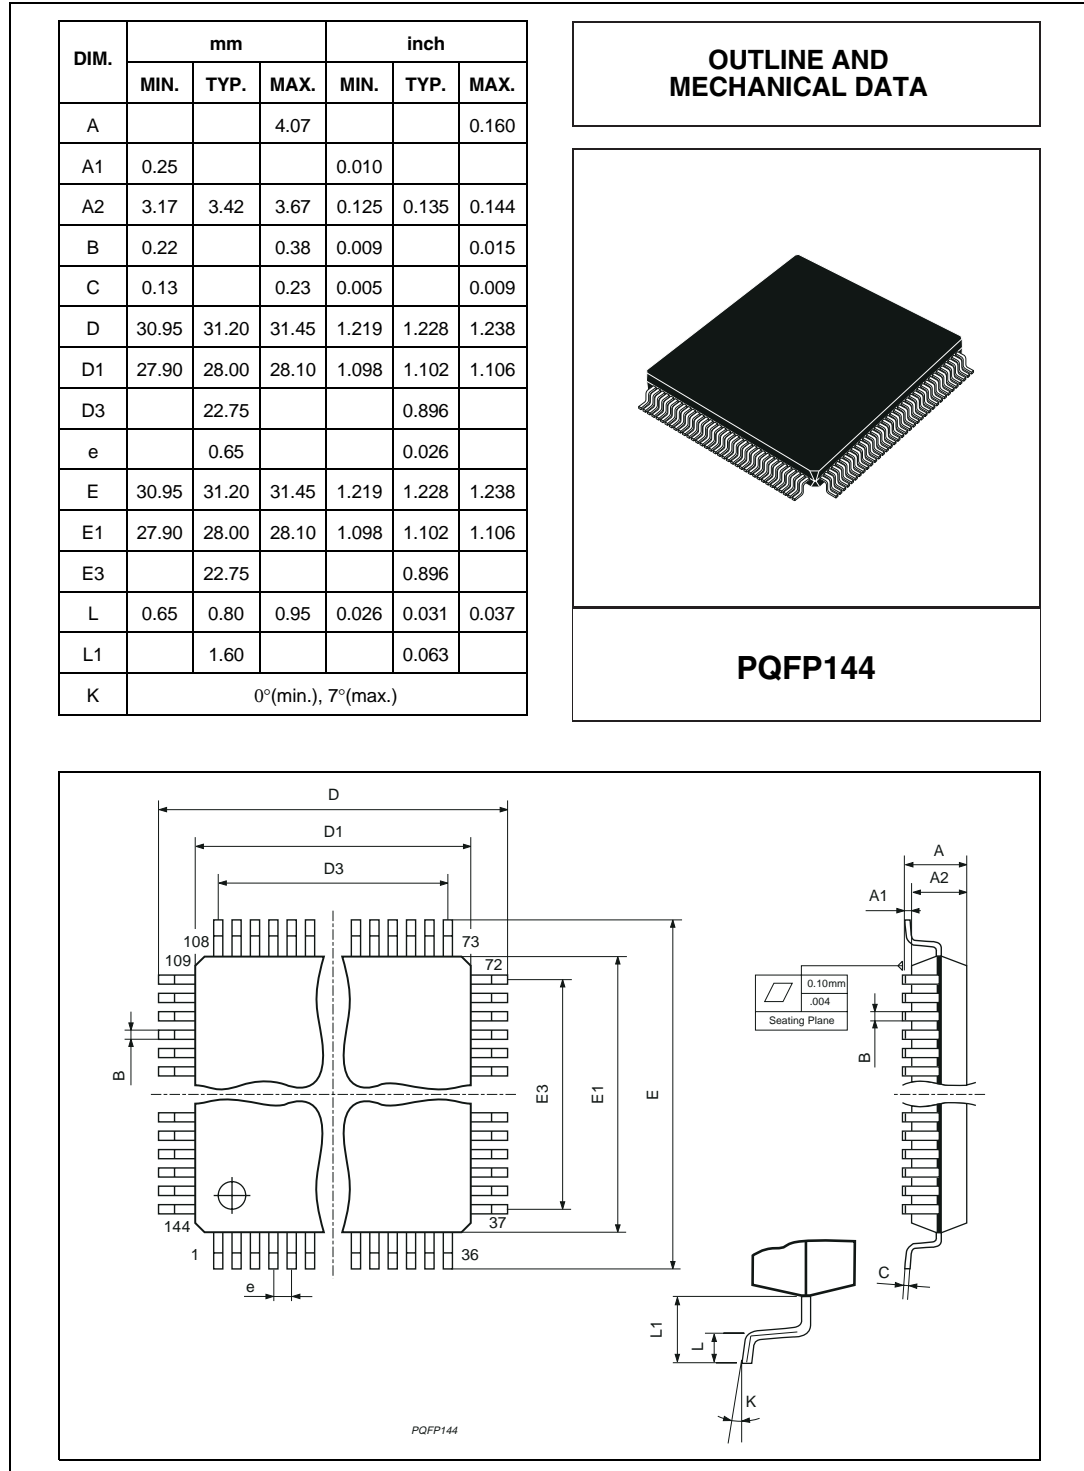 DIM. mm inch
MIN. TYP. MAX. MIN. TYP. MAX.
A 4.07 0.160
A1 0.25 0.010
A2 3.17 3.42 3.67 0.125 0.135 0.144
B 0.22 0.38 0.009 0.015
C 0.13 0.23 0.005 0.009
D 30.95 31.20 31.45 1.219 1.228 1.238
D1 27.90 28.00 28.10 1.098 1.102 1.106
D3 22.75 0.896
e 0.65 0.026
E 30.95 31.20 31.45 1.219 1.228 1.238
E1 27.90 28.00 28.10 1.098 1.102 1.106
E3 22.75 0.896
L 0.65 0.80 0.95 0.026 0.031 0.037
L1 1.60 0.063
K 0°(min.), 7°(max.)
OUTLINE AND
MECHANICAL DATA
PQFP144
D
D1
D3
108
73
109
72
B
E3
E1
E
144
37
1
36
e
A
A2
A1
0.10mm
.004
Seating Plane
B
C
L1
L
K
PQFP144